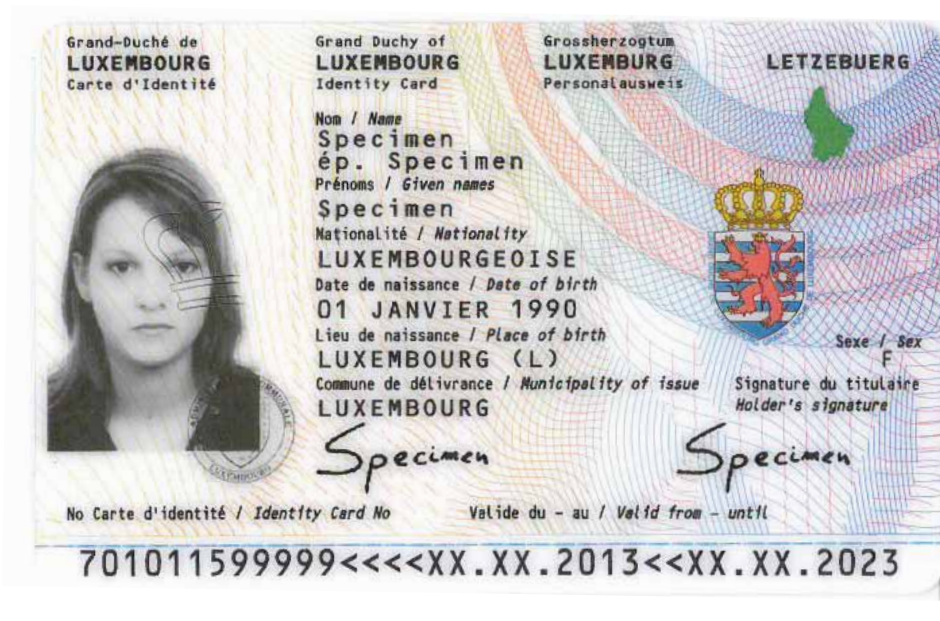 Grand-Duché de
LUXEMBOURG
Carte d'Identité
Grand Duchy of
LUXEMBOURG
Identity Card
Grossherzogtum
LUXEMBURG
Personalausweis
LETZEBUERG
Nom / Name
Specimen
ép. Specimen
Prénoms / Given names
Specimen
Nationalité / Nationality
LUXEMBOURGEOISE
Date de naissance / Date of birth
01 JANVIER 1990
Lieu de naissance / Place of birth
LUXEMBOURG (L)
Sexe / Sex
F
Commune de délivrance / Municipality of issue
LUXEMBOURG
Signature du titulaire
Holder's signature
Specimen
Specimen
LUXEMBOURG
No Carte d'identité / Identity Card No
Valide du - au / Valid from - until
701011599999<<<<XX.XX.2013<<XX.XX.2023